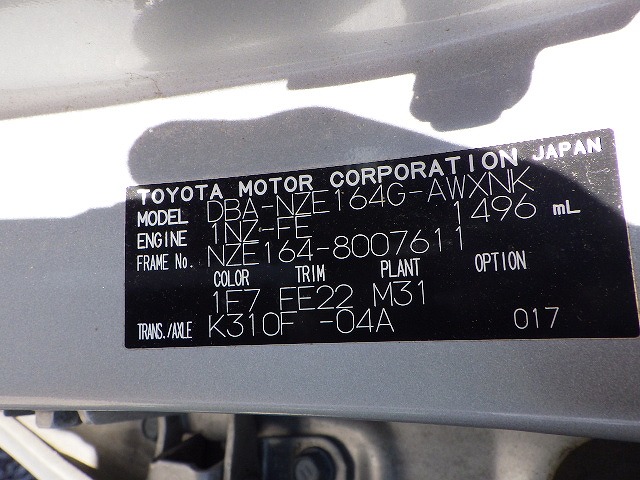 TOYOTA MOTOR CORPORATION JAPAN
MODEL DBA-NZE164G-AWXNK
ENGINE 1NZ-FE 1496 mL
FRAME No. NZE164-8007611
COLOR TRIM PLANT OPTION
1F7 FE22 M31
TRANS./AXLE K310F -04A 017